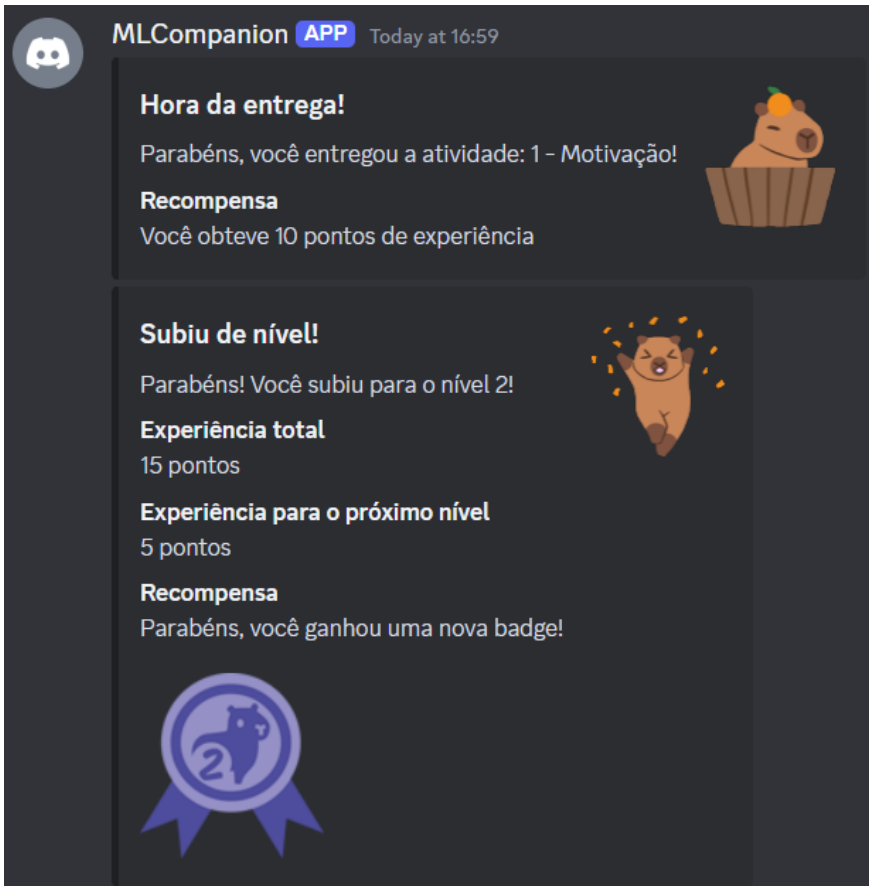 MLCompanion APP Today at 16:59
Hora da entrega!
Parabéns, você entregou a atividade: 1 - Motivação!
Recompensa
Você obteve 10 pontos de experiência
Subiu de nível!
Parabéns! Você subiu para o nível 2!
Experiência total
15 pontos
Experiência para o próximo nível
5 pontos
Recompensa
Parabéns, você ganhou uma nova badge!
2